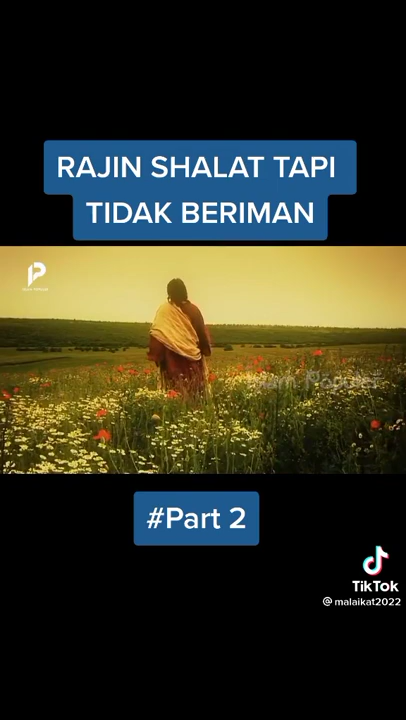 RAJIN SHALAT TAPI
TIDAK BERIMAN
#Part 2
TikTok
@malaikat2022